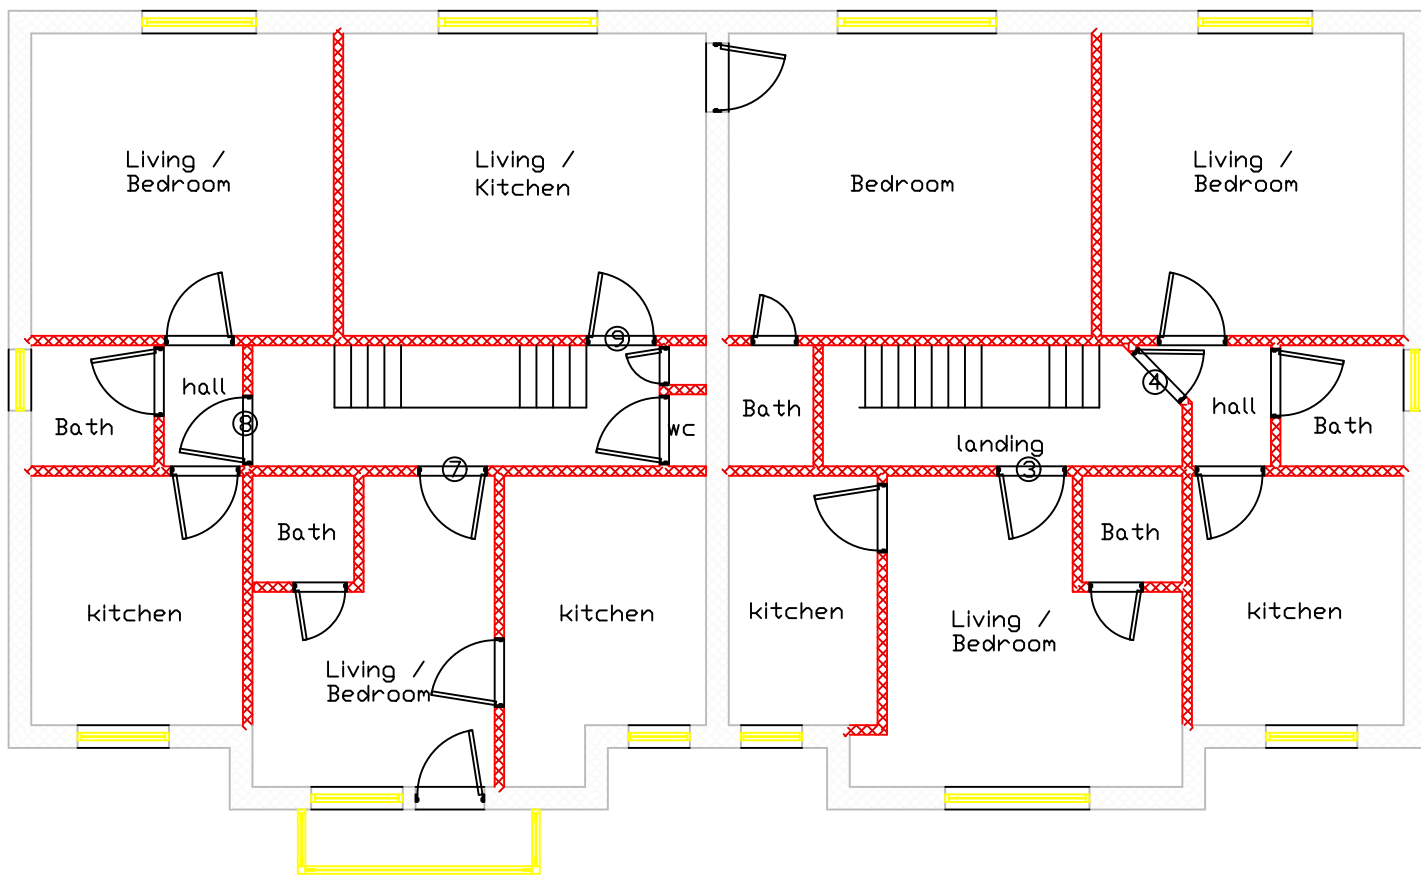 Living /
Bedroom
Living /
Kitchen
Bedroom
Living /
Bedroom
9
hall
8
Bath
wc
7
Bath
landing
3
4
hall
Bath
Bath
kitchen
Living /
Bedroom
kitchen
kitchen
Living /
Bedroom
Bath
kitchen